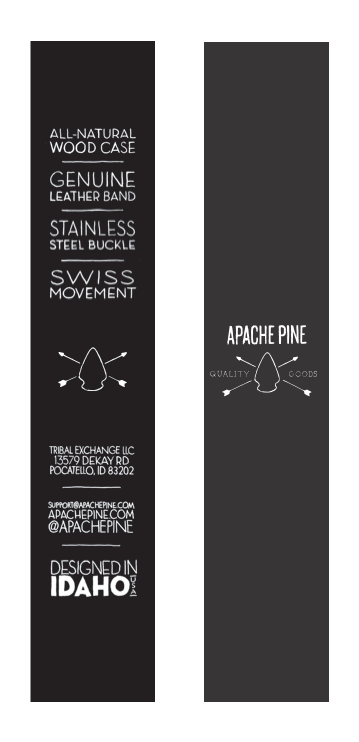 ALL-NATURAL
WOOD CASE
GENUINE
LEATHER BAND
STAINLESS
STEEL BUCKLE
SWISS
MOVEMENT
TRIBAL EXCHANGE LLC
13579 DEKAY RD
POCATELLO, ID 83202
SUPPORT@APACHEPINE.COM
APACHEPINE.COM
@APACHEPINE
DESIGNED IN
IDAHO USA
APACHE PINE
QUALITY GOODS